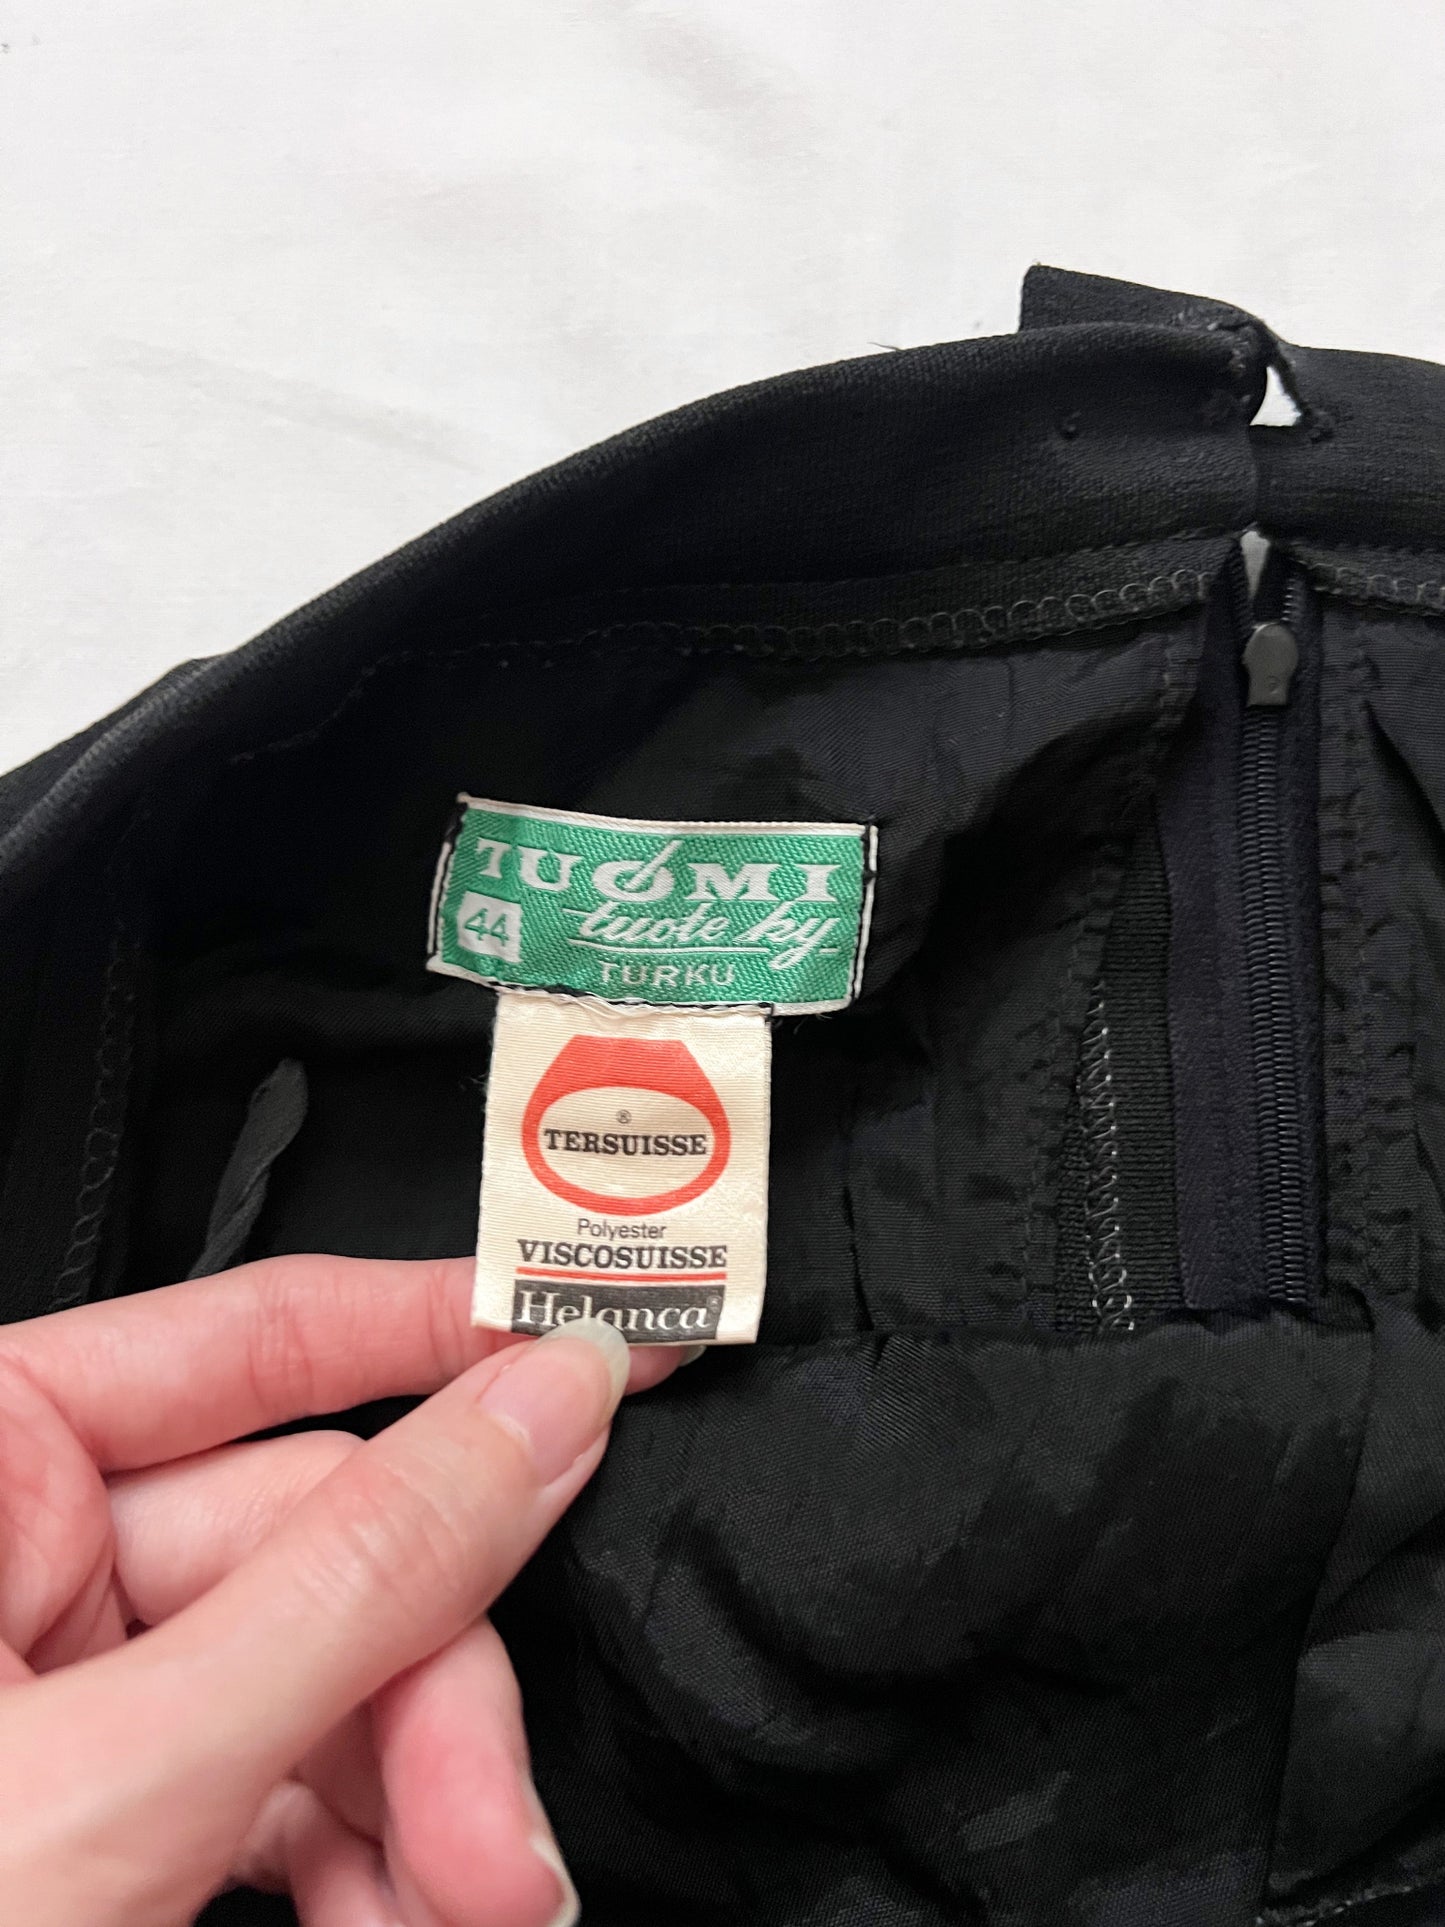 TUOMI
44
tuote ky
TURKU
®
TERSUISSE
Polyester
VISCOSUISSE
Helanca®